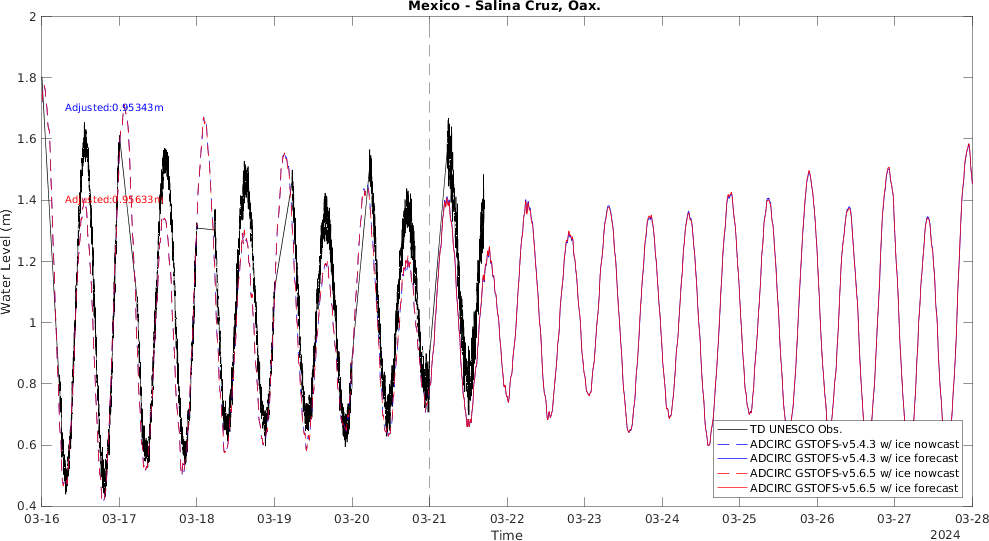 Mexico - Salina Cruz, Oax.
2
1.8
1.6
1.4
1.2
1
0.8
0.6
0.4
Water Level (m)
Adjusted:0.95343m
Adjusted:0.95633m
TD UNESCO Obs.
ADCIRC GSTOFS-v5.4.3 w/ ice nowcast
ADCIRC GSTOFS-v5.4.3 w/ ice forecast
ADCIRC GSTOFS-v5.6.5 w/ ice nowcast
ADCIRC GSTOFS-v5.6.5 w/ ice forecast
03-16 03-17 03-18 03-19 03-20 03-21 03-22 03-23 03-24 03-25 03-26 03-27 03-28
Time
2024